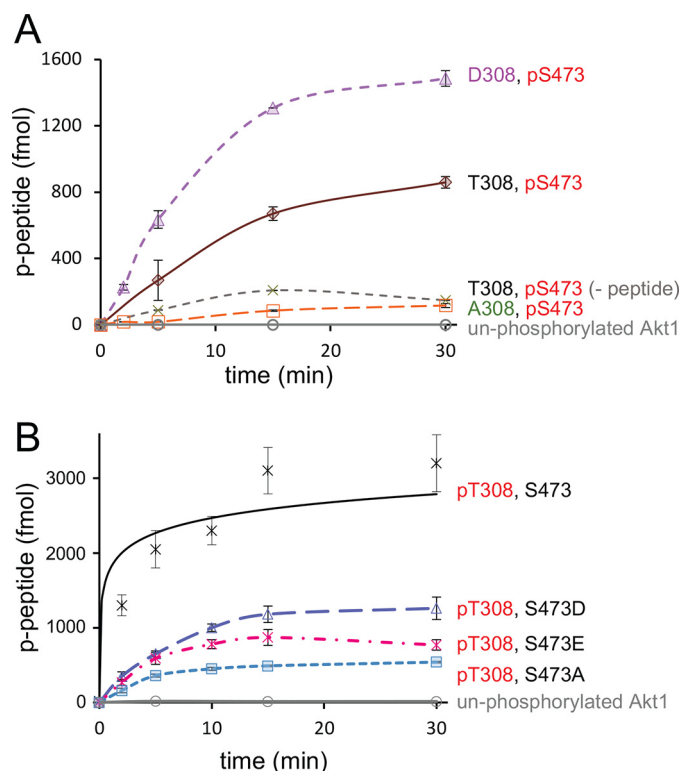 A
1600
1200
800
400
0
p-peptide (fmol)
0 10 20 30
time (min)
D308, pS473
T308, pS473
T308, pS473 (- peptide)
A308, pS473
un-phosphorylated Akt1
B
3000
2000
1000
0
p-peptide (fmol)
0 10 20 30
time (min)
pT308, S473
pT308, S473D
pT308, S473E
pT308, S473A
un-phosphorylated Akt1